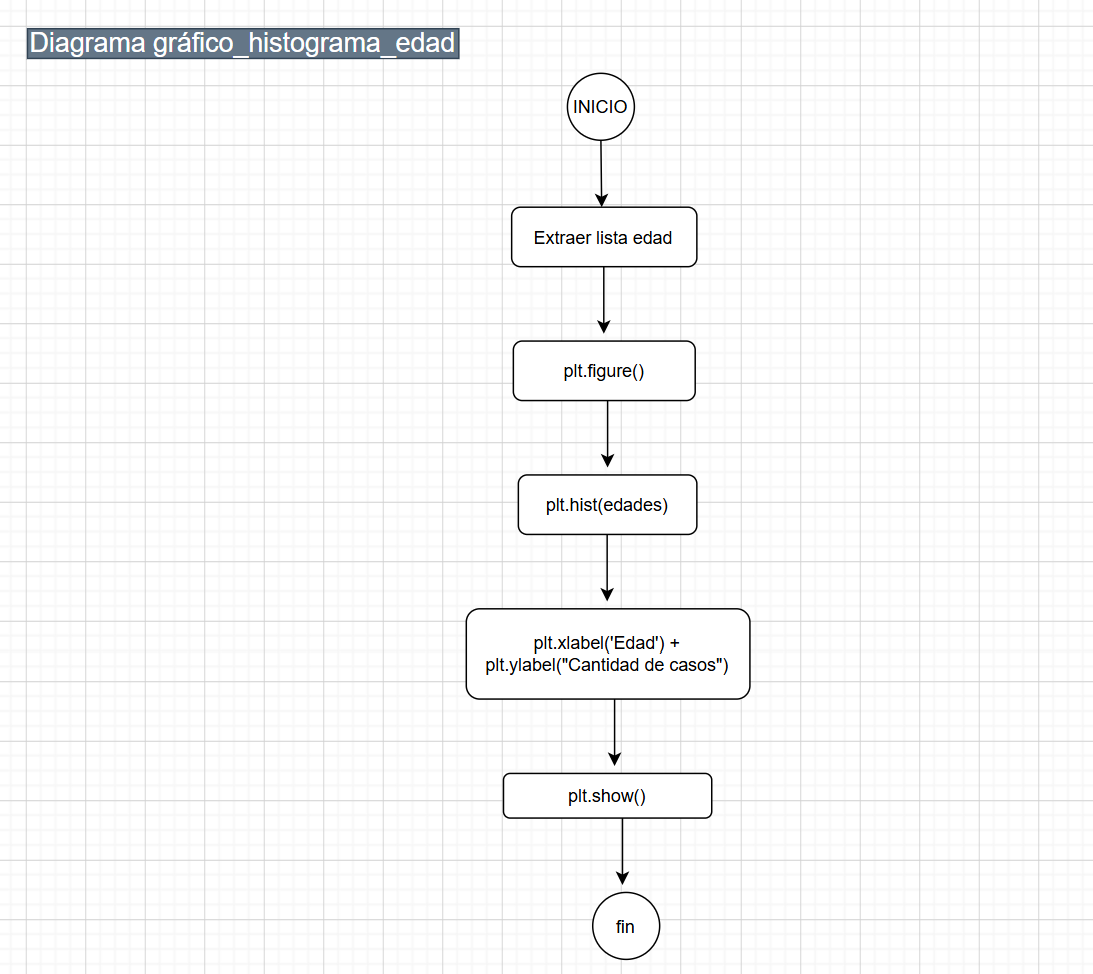 Diagrama gráfico_histograma_edad
INICIO
Extraer lista edad
plt.figure()
plt.hist(edades)
plt.xlabel('Edad') +
plt.ylabel("Cantidad de casos")
plt.show()
fin